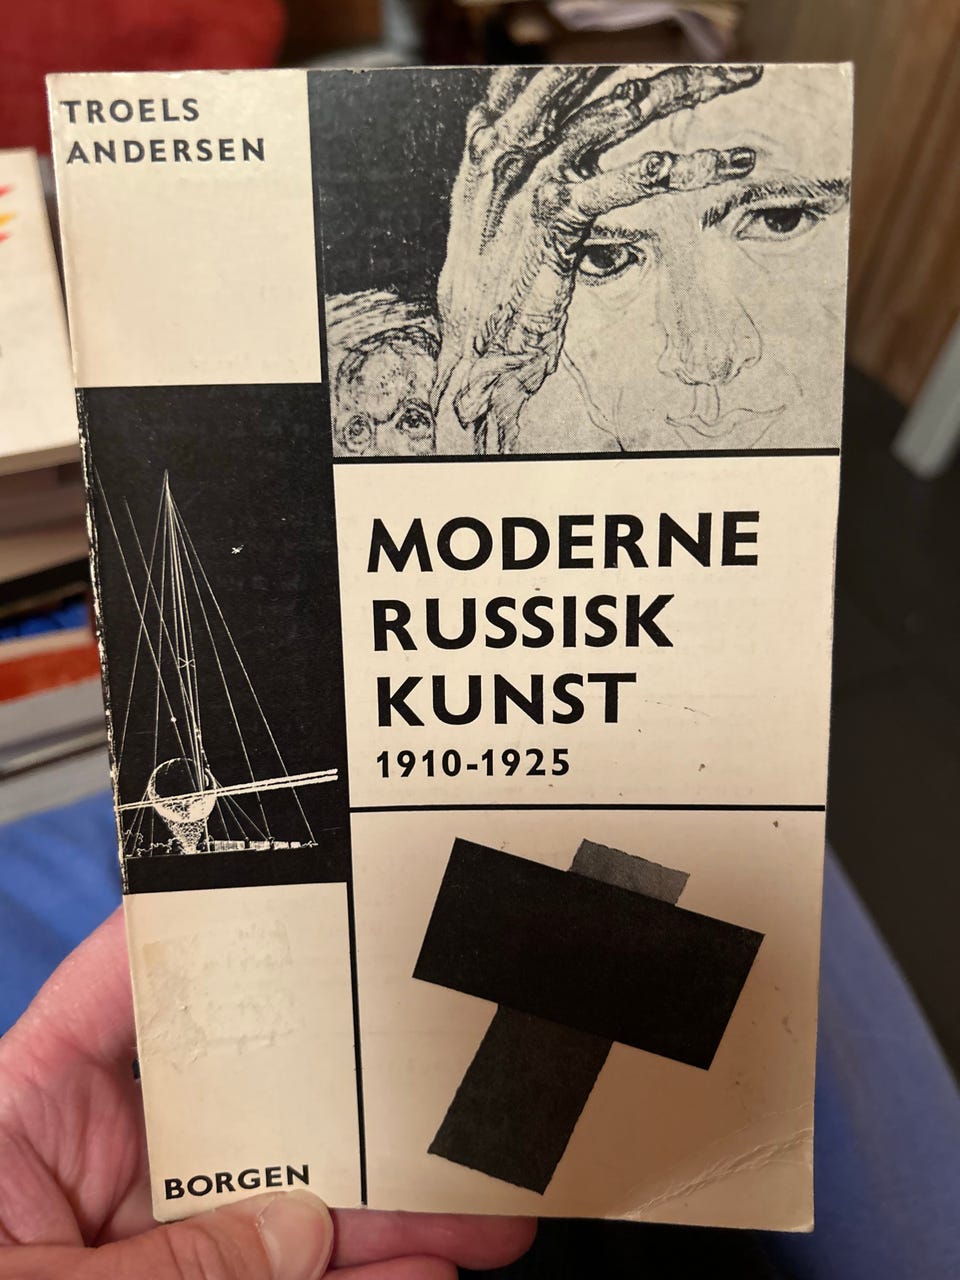 TROELS
ANDERSEN
MODERNE
RUSSISK
KUNST
1910-1925
BORGEN